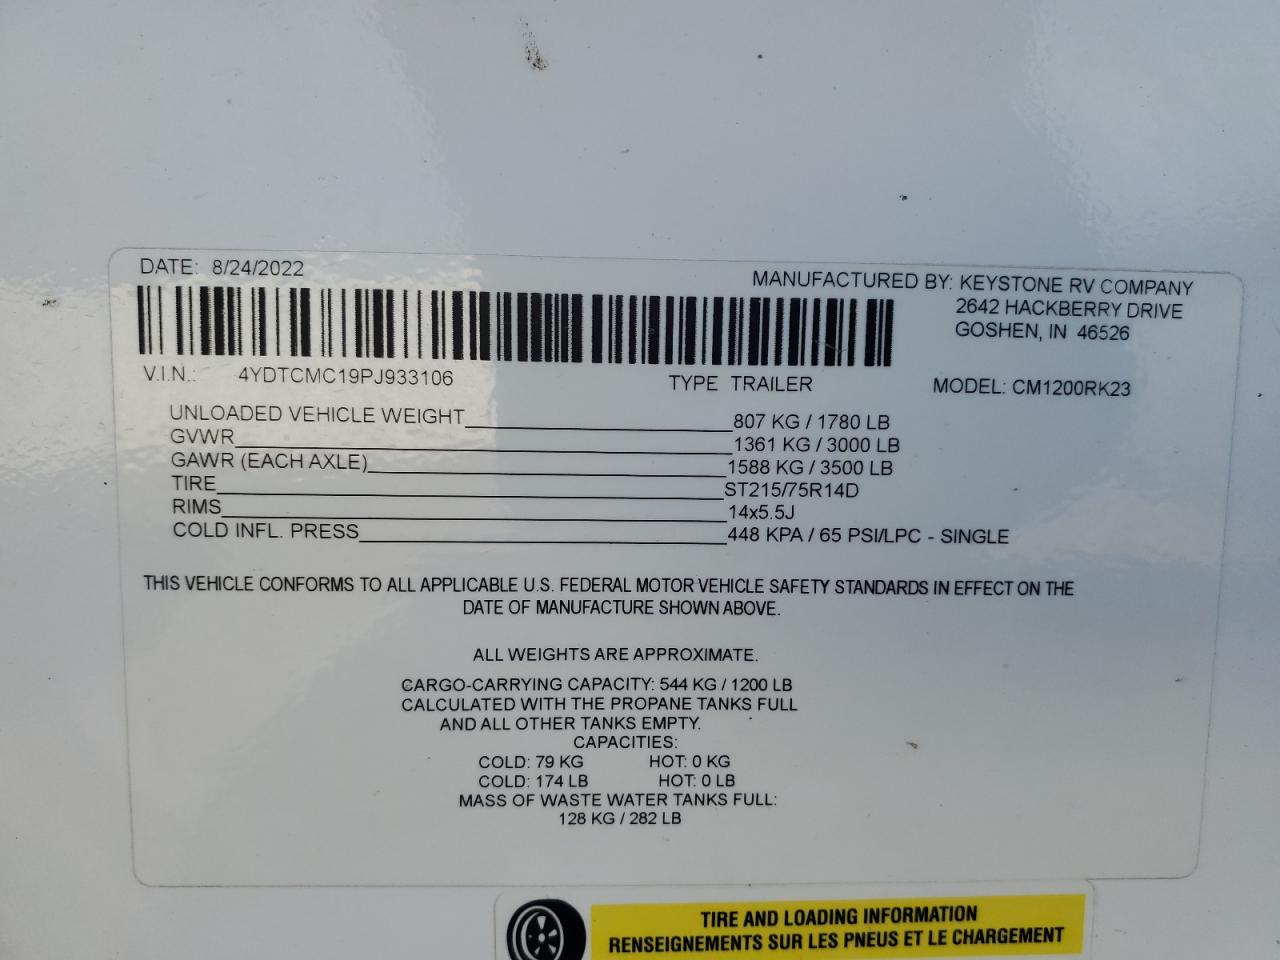 DATE: 8/24/2022
MANUFACTURED BY: KEYSTONE RV COMPANY
2642 HACKBERRY DRIVE
GOSHEN, IN 46526
V.I.N.: 4YDTCMC19PJ933106 TYPE TRAILER MODEL: CM1200RK23
UNLOADED VEHICLE WEIGHT 807 KG / 1780 LB
GVWR 1361 KG / 3000 LB
GAWR (EACH AXLE) 1588 KG / 3500 LB
TIRE ST215/75R14D
RIMS 14x5.5J
COLD INFL. PRESS 448 KPA / 65 PSI/LPC - SINGLE
THIS VEHICLE CONFORMS TO ALL APPLICABLE U.S. FEDERAL MOTOR VEHICLE SAFETY STANDARDS IN EFFECT ON THE
DATE OF MANUFACTURE SHOWN ABOVE.
ALL WEIGHTS ARE APPROXIMATE.
CARGO-CARRYING CAPACITY: 544 KG / 1200 LB
CALCULATED WITH THE PROPANE TANKS FULL
AND ALL OTHER TANKS EMPTY.
CAPACITIES:
COLD: 79 KG HOT: 0 KG
COLD: 174 LB HOT: 0 LB
MASS OF WASTE WATER TANKS FULL:
128 KG / 282 LB
TIRE AND LOADING INFORMATION
RENSEIGNEMENTS SUR LES PNEUS ET LE CHARGEMENT